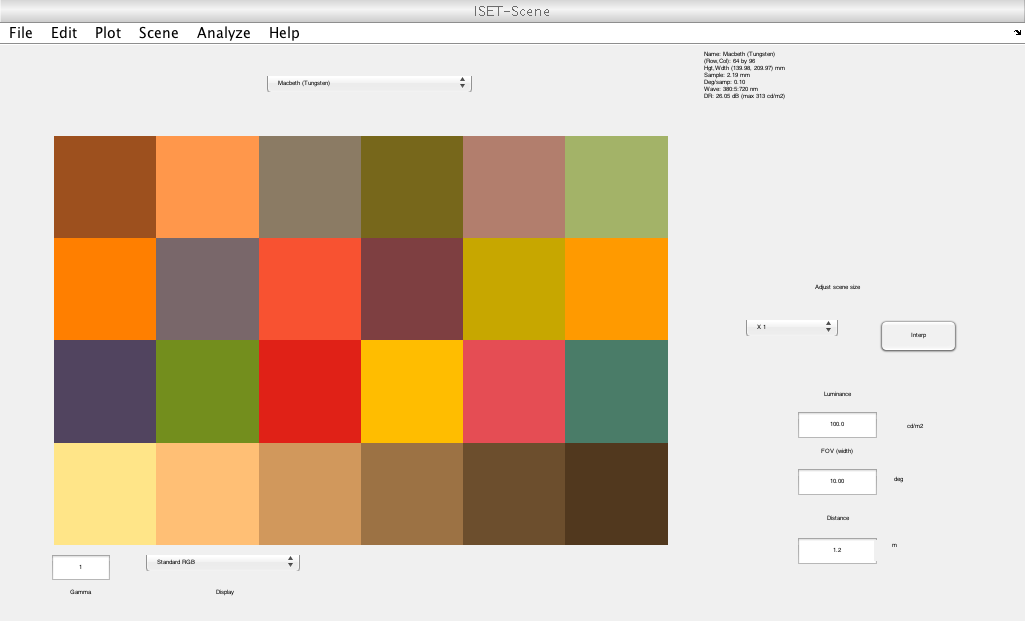 ISET-Scene
File Edit Plot Scene Analyze Help
Name: Macbeth (Tungsten)
(Row,Col): 64 by 96
Hgt,Wdth (139.98, 209.97) mm
Sample: 2.19 mm
Deg/samp: 0.10
Wave: 380:5:720 nm
DR: 26.05 dB (max 313 cd/m2)
Macbeth (Tungsten)
Adjust scene size
X 1
Interp
Luminance
100.0 cd/m2
FOV (width)
10.00 deg
Distance
1.2 m
1 Standard RGB
Gamma Display